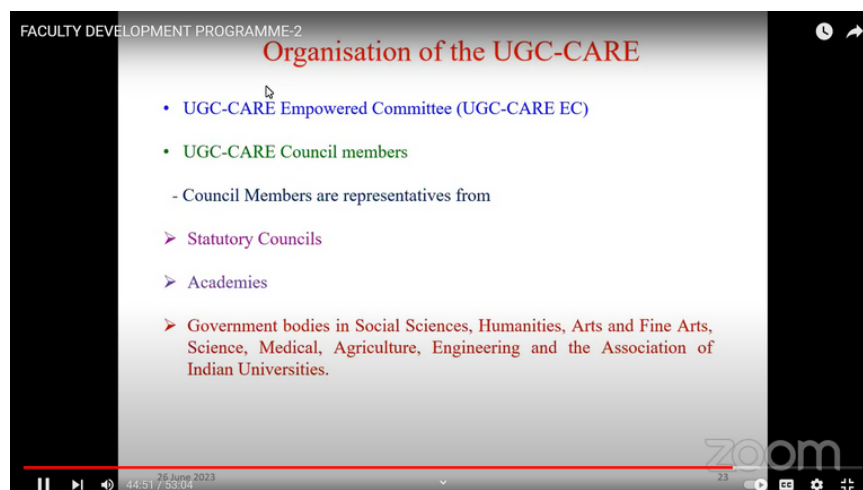 FACULTY DEVELOPMENT PROGRAMME-2
Organisation of the UGC-CARE
• UGC-CARE Empowered Committee (UGC-CARE EC)
• UGC-CARE Council members
- Council Members are representatives from
➢ Statutory Councils
➢ Academies
➢ Government bodies in Social Sciences, Humanities, Arts and Fine Arts,
Science, Medical, Agriculture, Engineering and the Association of
Indian Universities.
zoom
26 June 2023
23
44:51 / 53:04
CC